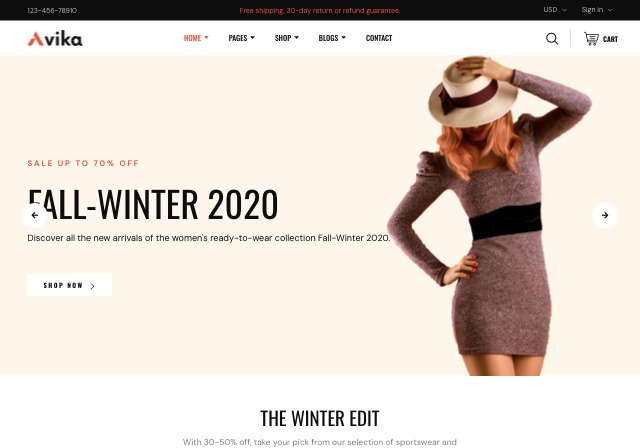 123-456-78910
Free shipping, 30-day return or refund guarantee.
USD
Sign in
Avika
HOME
PAGES
SHOP
BLOGS
CONTACT
CART
SALE UP TO 70% OFF
FALL-WINTER 2020
Discover all the new arrivals of the women's ready-to-wear collection Fall-Winter 2020.
SHOP NOW
THE WINTER EDIT
With 30-50% off, take your pick from our selection of sportswear and